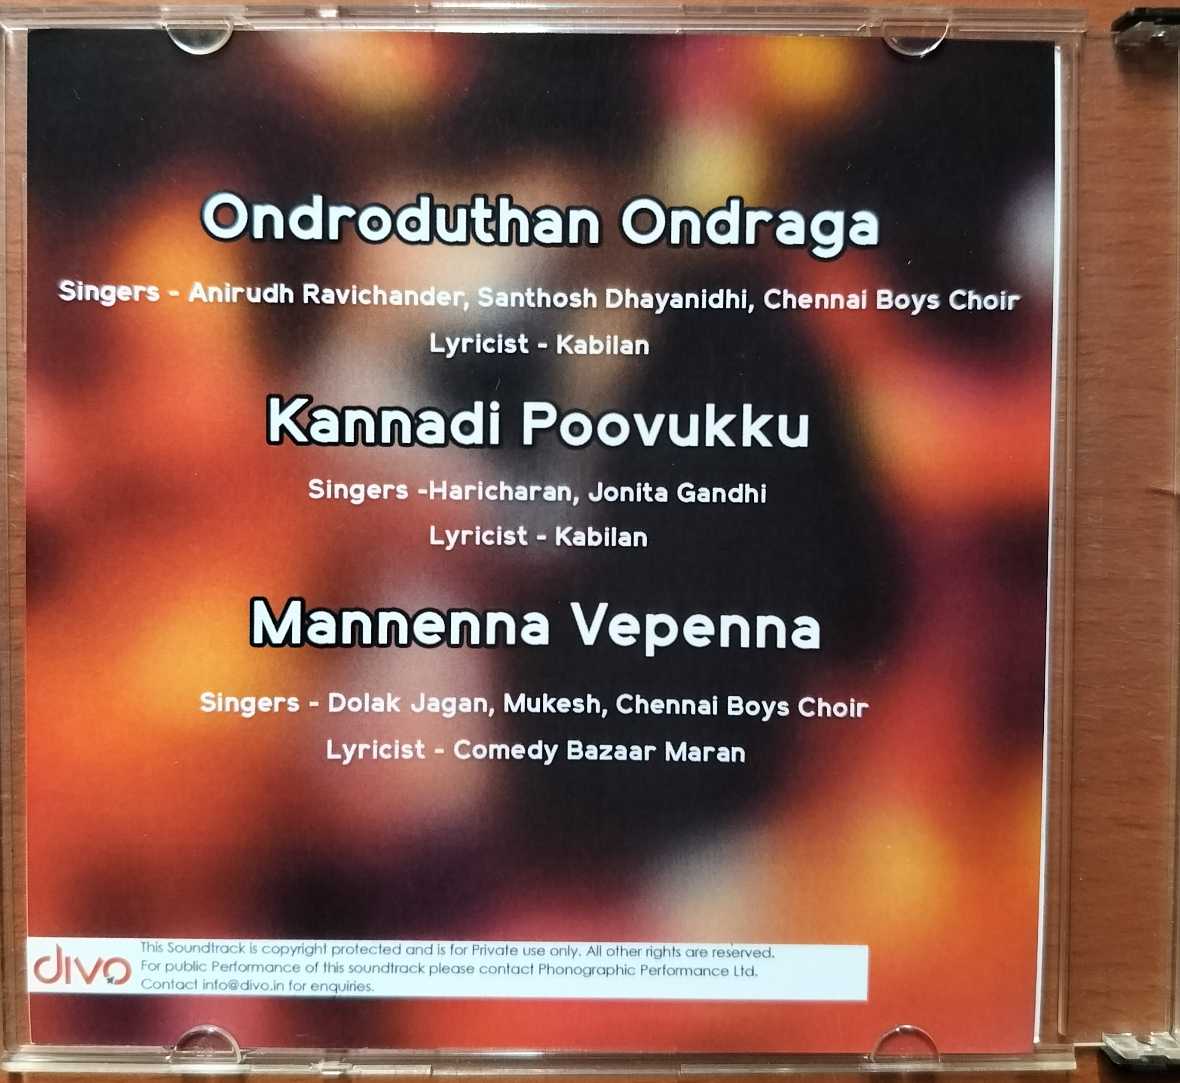 Ondroduthan Ondraga
Singers - Anirudh Ravichander, Santhosh Dhayanidhi, Chennai Boys Choir
Lyricist - Kabilan
Kannadi Poovukku
Singers -Haricharan, Jonita Gandhi
Lyricist - Kabilan
Mannenna Vepenna
Singers - Dolak Jagan, Mukesh, Chennai Boys Choir
Lyricist - Comedy Bazaar Maran
divo
This Soundtrack is copyright protected and is for Private use only. All other rights are reserved.
For public Performance of this soundtrack please contact Phonographic Performance Ltd.
Contact info@divo.in for enquiries.